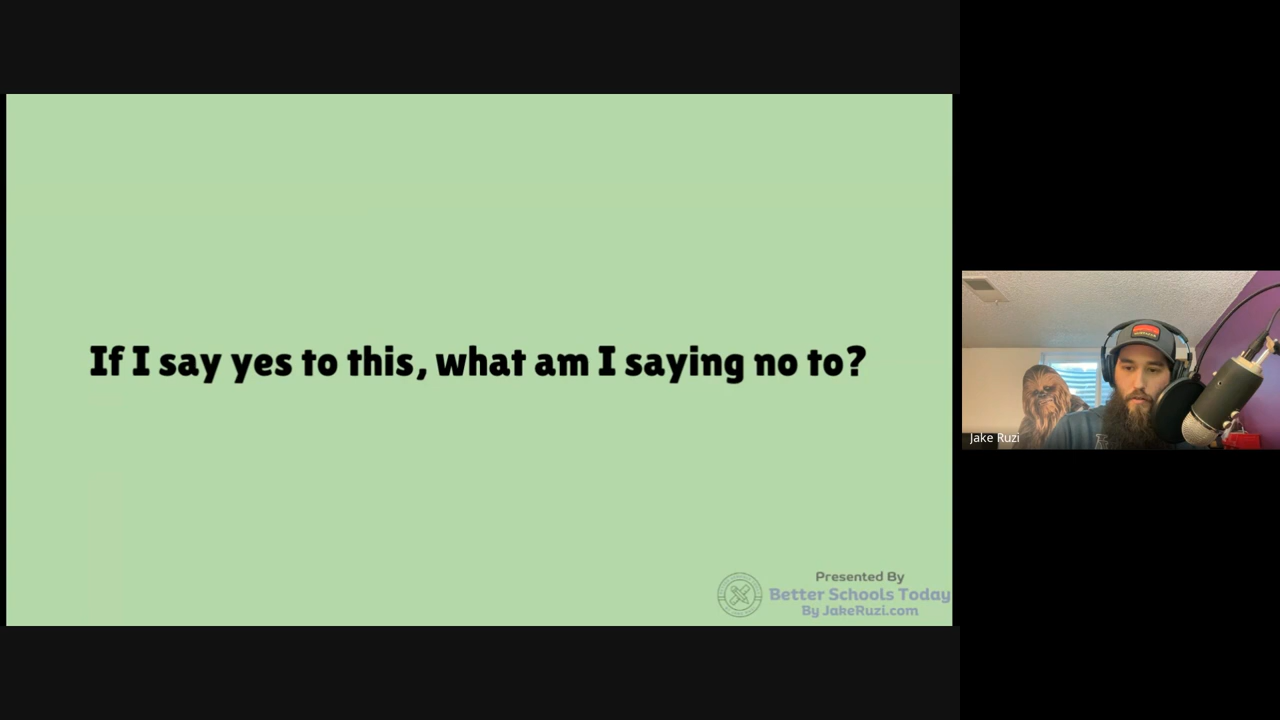 If I say yes to this, what am I saying no to?
Presented By
Better Schools Today
By JakeRuzi.com
Jake Ruzi